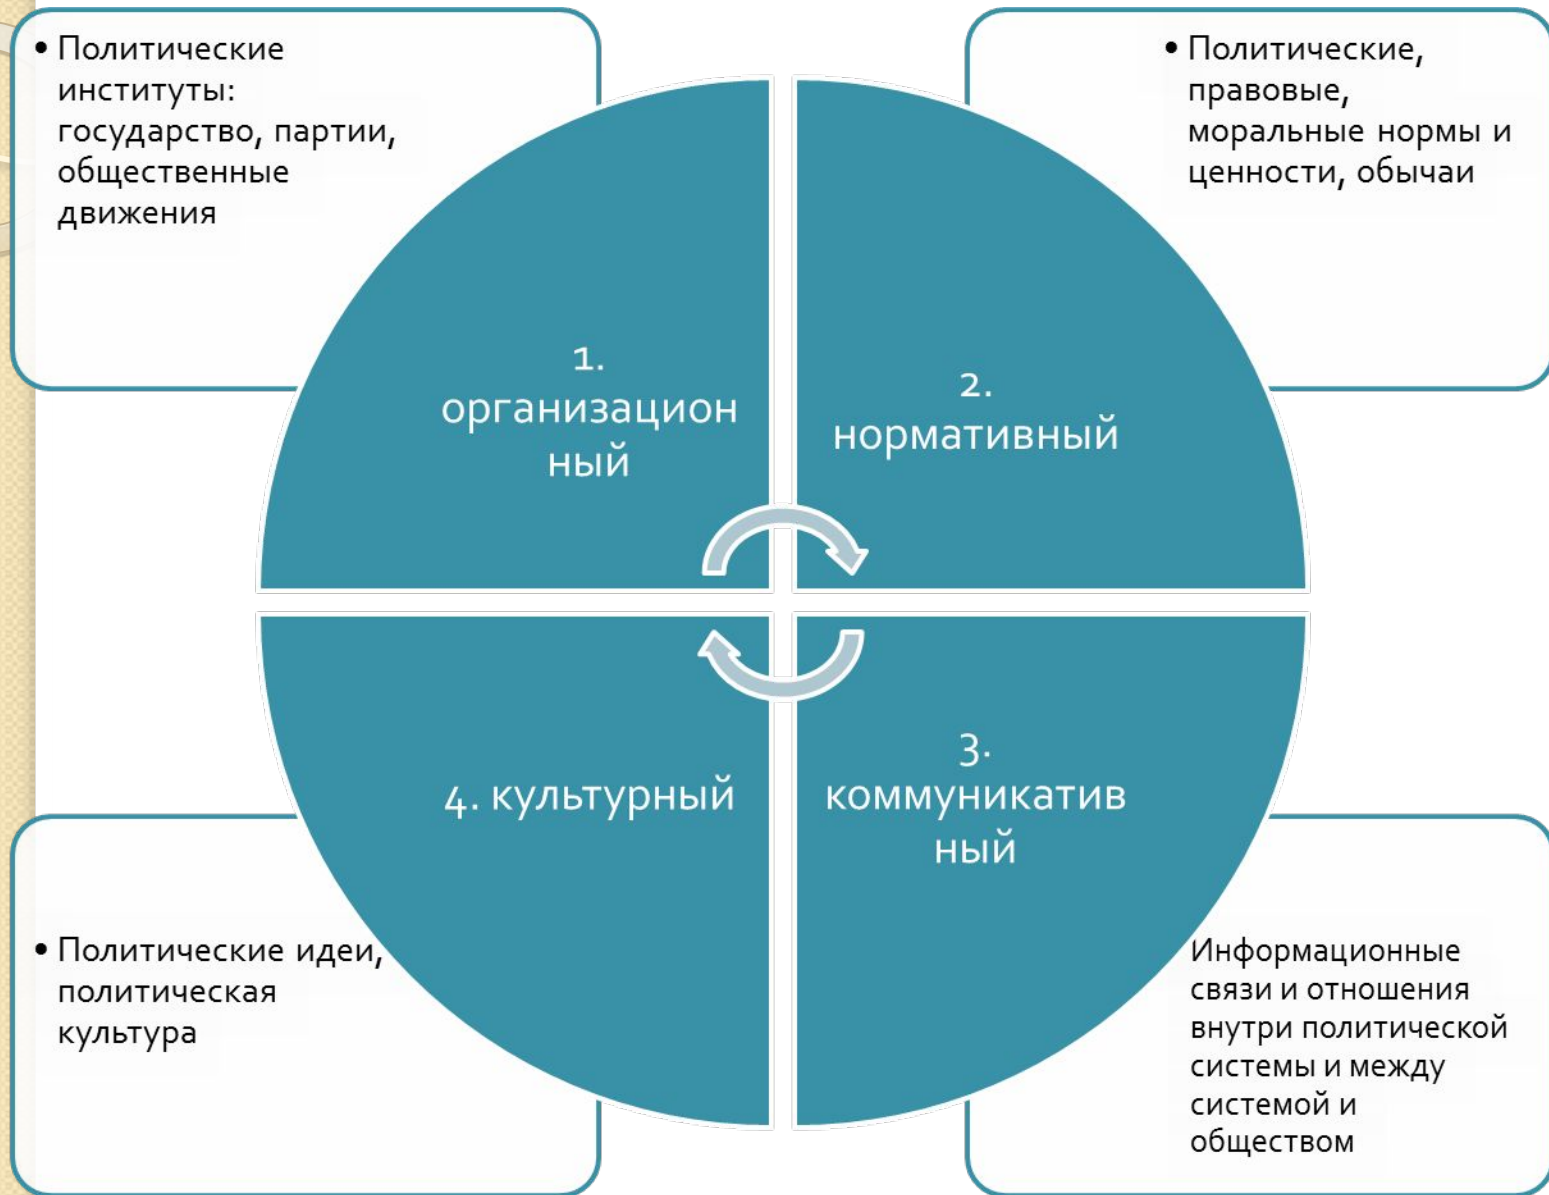 • Политические
институты:
государство, партии,
общественные
движения
• Политические,
правовые,
моральные нормы и
ценности, обычаи
1.
организацион
ный
2.
нормативный
3.
коммуникатив
ный
4. культурный
• Политические идеи,
политическая
культура
Информационные
связи и отношения
внутри политической
системы и между
системой и
обществом